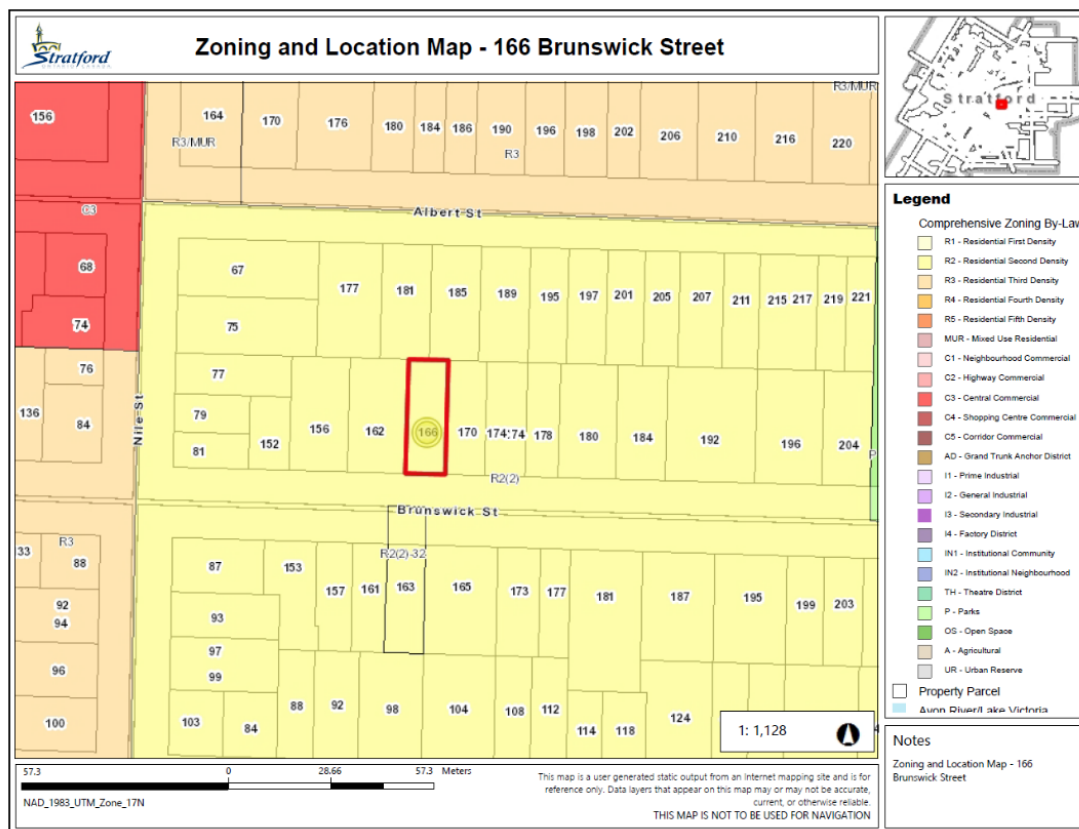 Stratford
Zoning and Location Map - 166 Brunswick Street
Stratford
156
164
170
176
180
184
186
190
196
198
202
206
210
216
220
R3/MUR
R3/MUR
R3
Albert St
C3
68
74
67
177
181
185
189
195
197
201
205
207
211
215
217
219
221
75
76
77
136
84
79
81
152
156
162
166
170
174
74
178
180
184
192
196
204
P
Nile St
R2(2)
Brunswick St
R2(2)-32
33
R3
88
87
153
157
161
163
165
173
177
181
187
195
199
203
92
94
93
97
99
96
100
103
84
88
92
98
104
108
112
114
118
124
1: 1,128
Legend
Comprehensive Zoning By-Law
R1 - Residential First Density
R2 - Residential Second Density
R3 - Residential Third Density
R4 - Residential Fourth Density
R5 - Residential Fifth Density
MUR - Mixed Use Residential
C1 - Neighbourhood Commercial
C2 - Highway Commercial
C3 - Central Commercial
C4 - Shopping Centre Commercial
C5 - Corridor Commercial
AD - Grand Trunk Anchor District
I1 - Prime Industrial
I2 - General Industrial
I3 - Secondary Industrial
I4 - Factory District
IN1 - Institutional Community
IN2 - Institutional Neighbourhood
TH - Theatre District
P - Parks
OS - Open Space
A - Agricultural
UR - Urban Reserve
Property Parcel
Avon River/Lake Victoria
Notes
Zoning and Location Map - 166
Brunswick Street
57.3
0
28.66
57.3 Meters
NAD_1983_UTM_Zone_17N
This map is a user generated static output from an Internet mapping site and is for
reference only. Data layers that appear on this map may or may not be accurate,
current, or otherwise reliable.
THIS MAP IS NOT TO BE USED FOR NAVIGATION